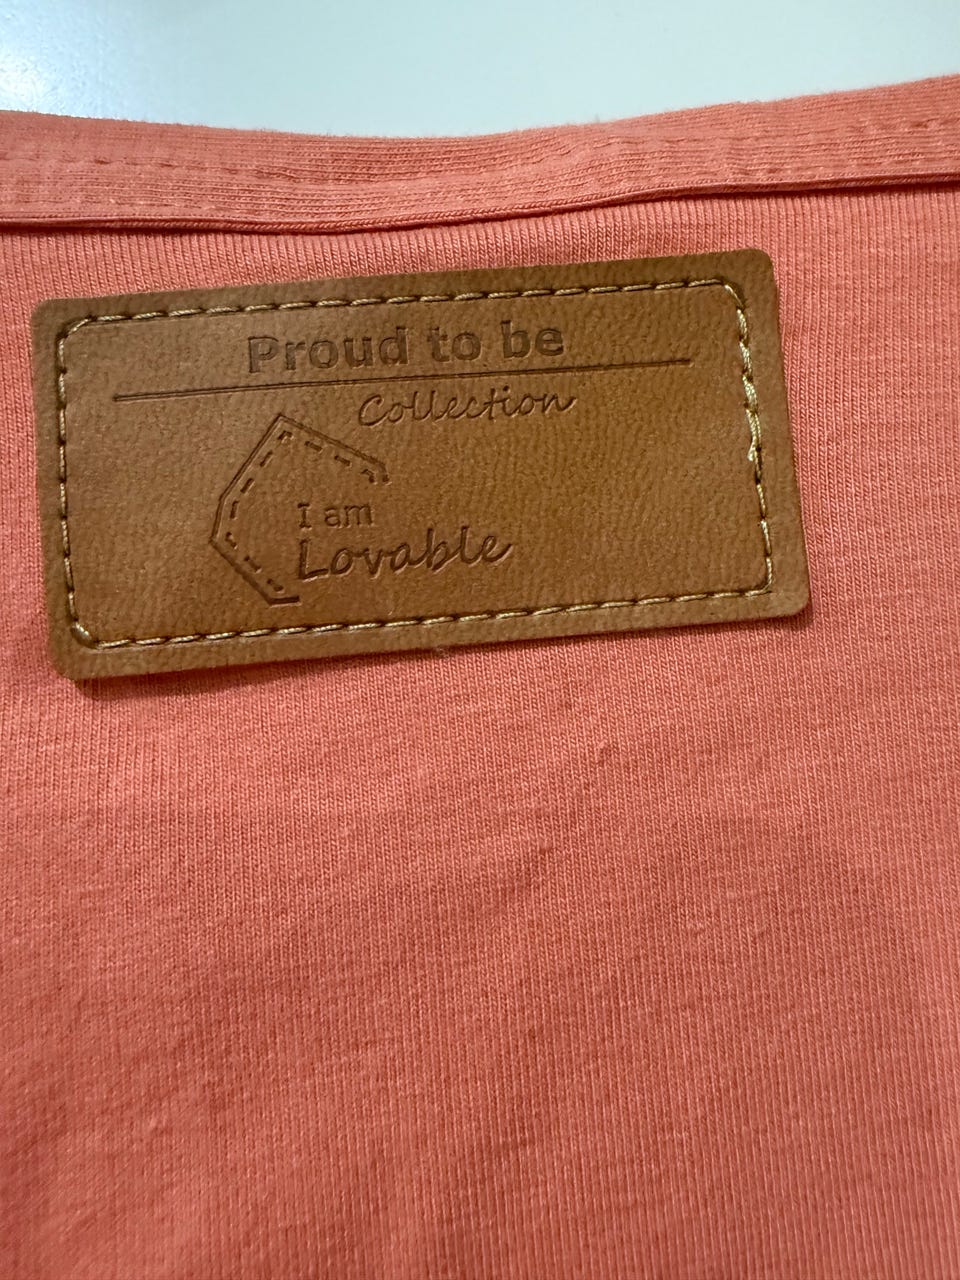 Proud to be
Collection
I am
Lovable